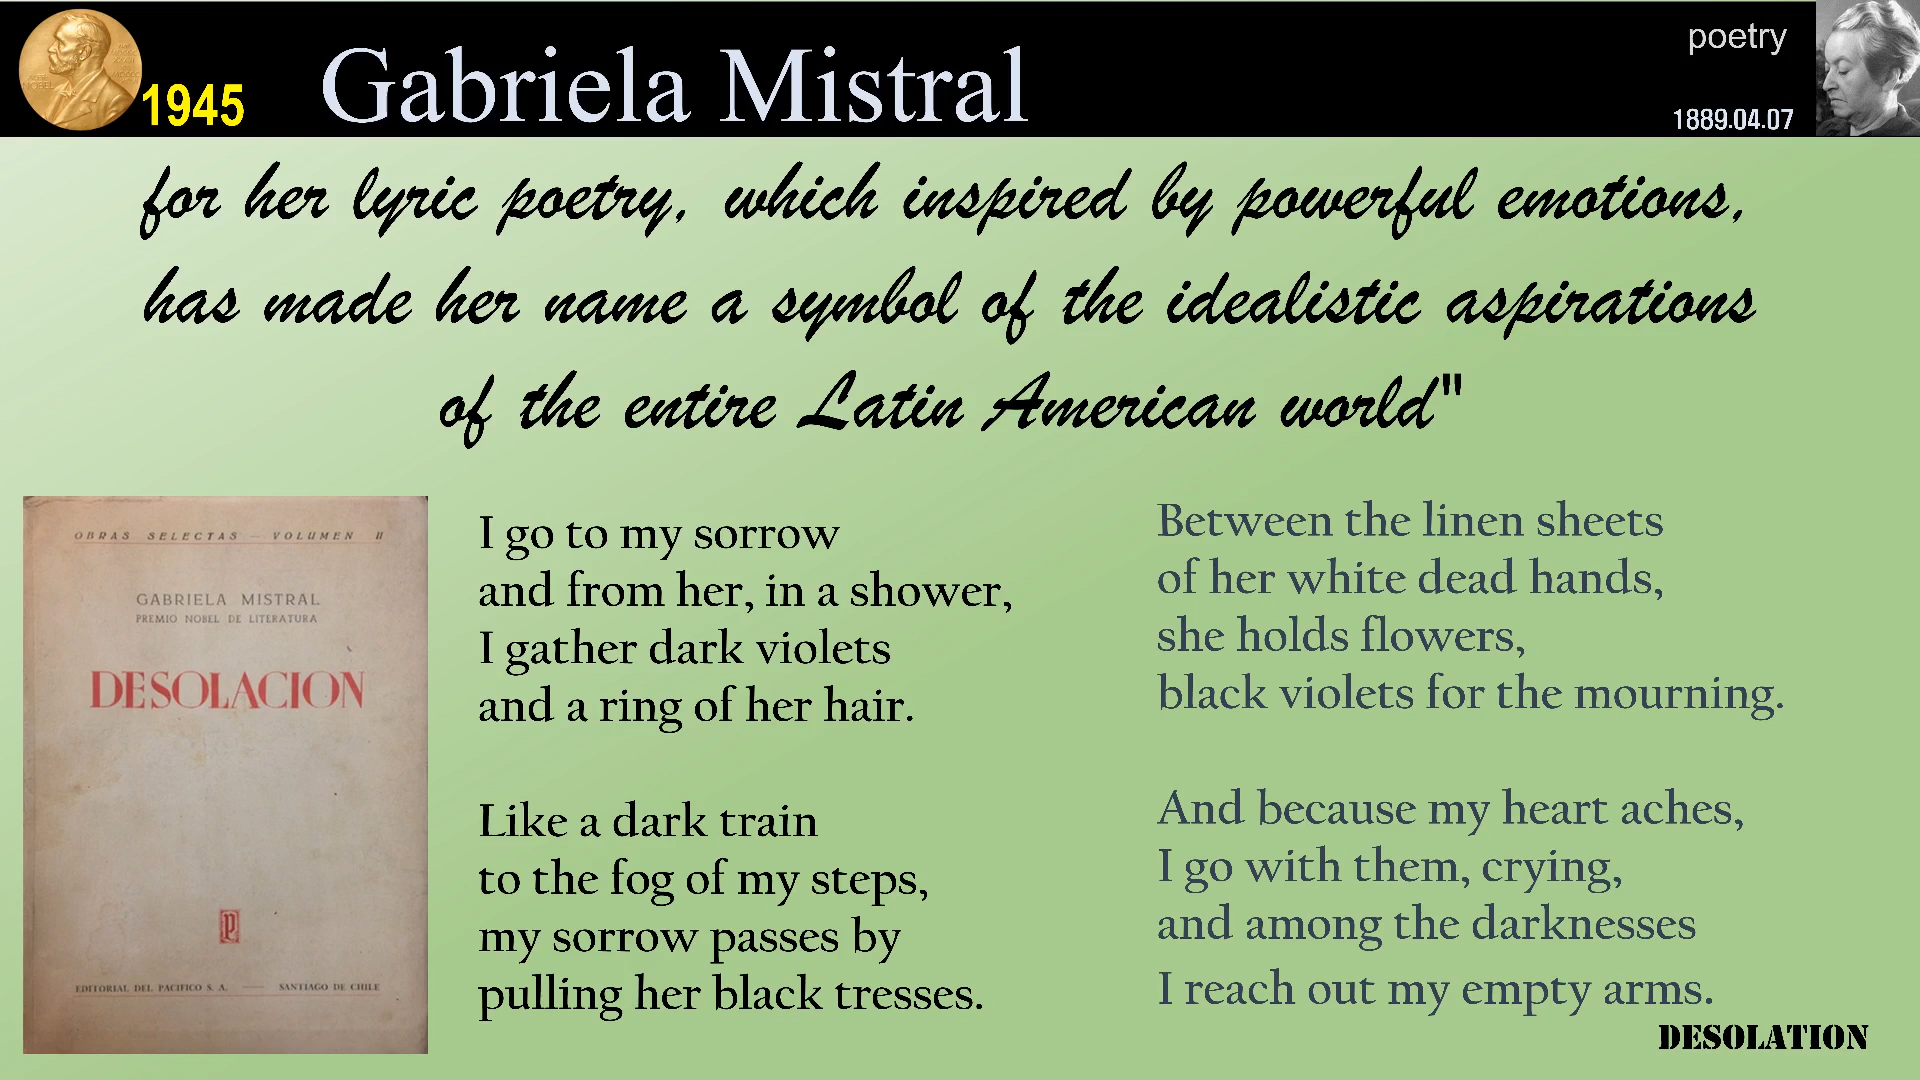 1945
Gabriela Mistral
poetry
1889.04.07
for her lyric poetry, which inspired by powerful emotions,
has made her name a symbol of the idealistic aspirations
of the entire Latin American world"
OBRAS SELECTAS — VOLUMEN II
GABRIELA MISTRAL
PREMIO NOBEL DE LITERATURA
DESOLACION
EDITORIAL DEL PACIFICO S. A. — SANTIAGO DE CHILE
I go to my sorrow
and from her, in a shower,
I gather dark violets
and a ring of her hair.
Like a dark train
to the fog of my steps,
my sorrow passes by
pulling her black tresses.
Between the linen sheets
of her white dead hands,
she holds flowers,
black violets for the mourning.
And because my heart aches,
I go with them, crying,
and among the darknesses
I reach out my empty arms.
DESOLATION